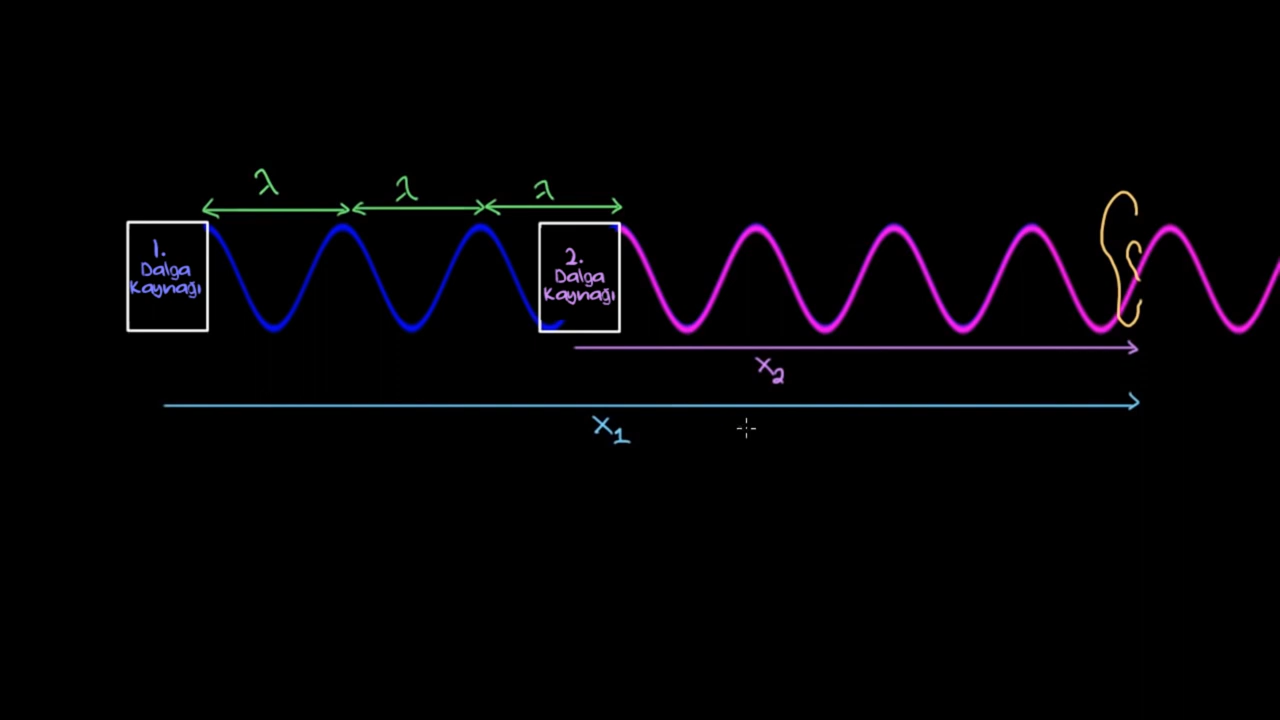 λ λ λ
1.
Dalga
Kaynağı
2.
Dalga
Kaynağı
x₂
x₁